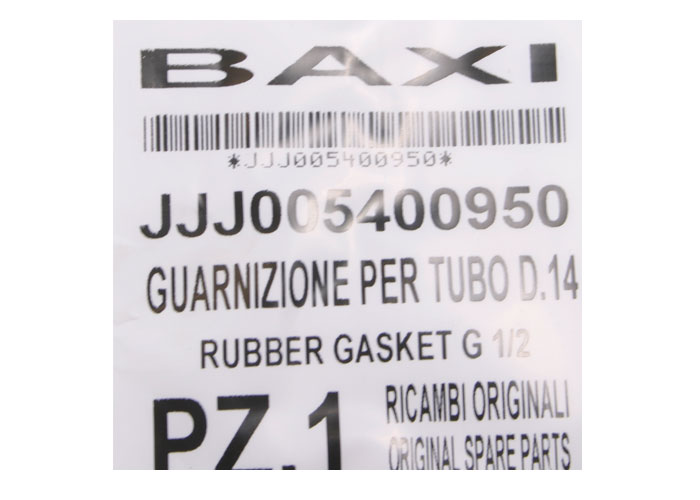 BAXI
*JJJ005400950*
JJJ005400950
GUARNIZIONE PER TUBO D.14
RUBBER GASKET G 1/2
PZ.1
RICAMBI ORIGINALI
ORIGINAL SPARE PARTS